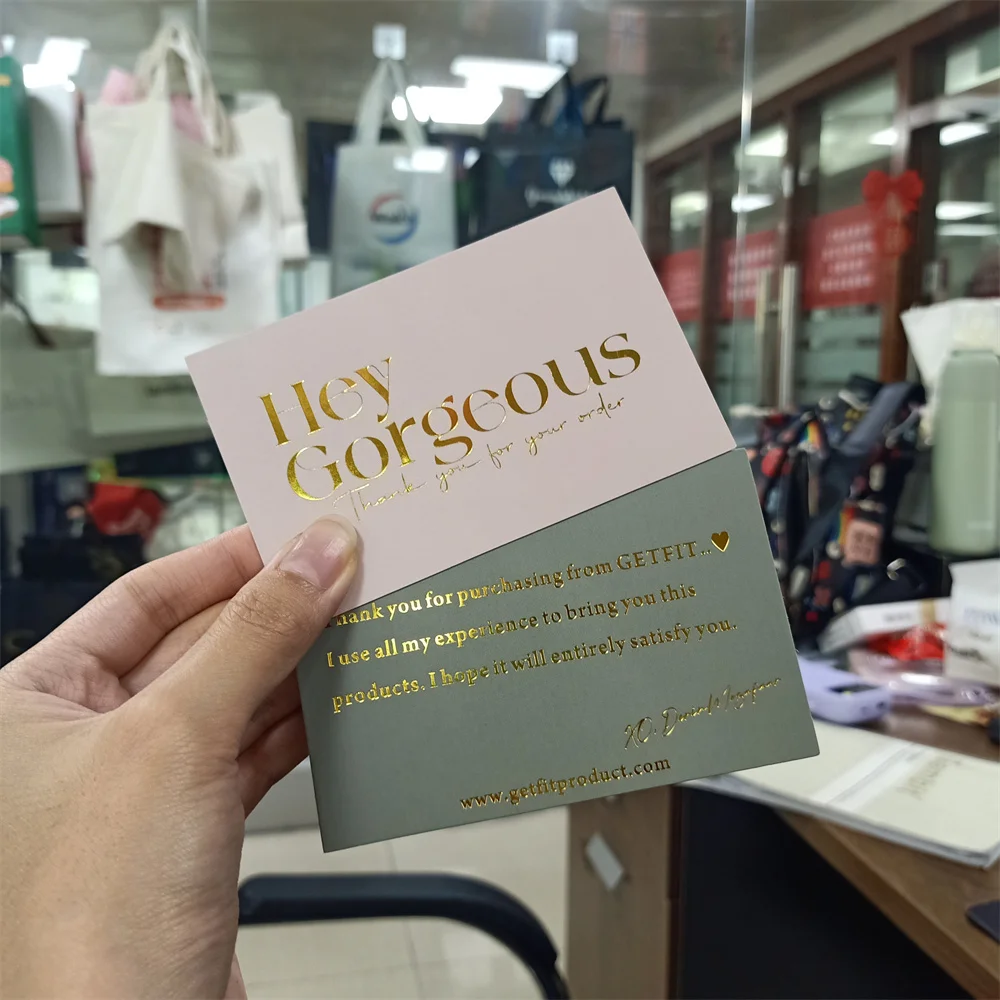 Hey
Gorgeous
Thank you for your order
hank you for purchasing from GETFIT...♥
I use all my experience to bring you this
products. I hope it will entirely satisfy you.
XO,
www.getfitproduct.com